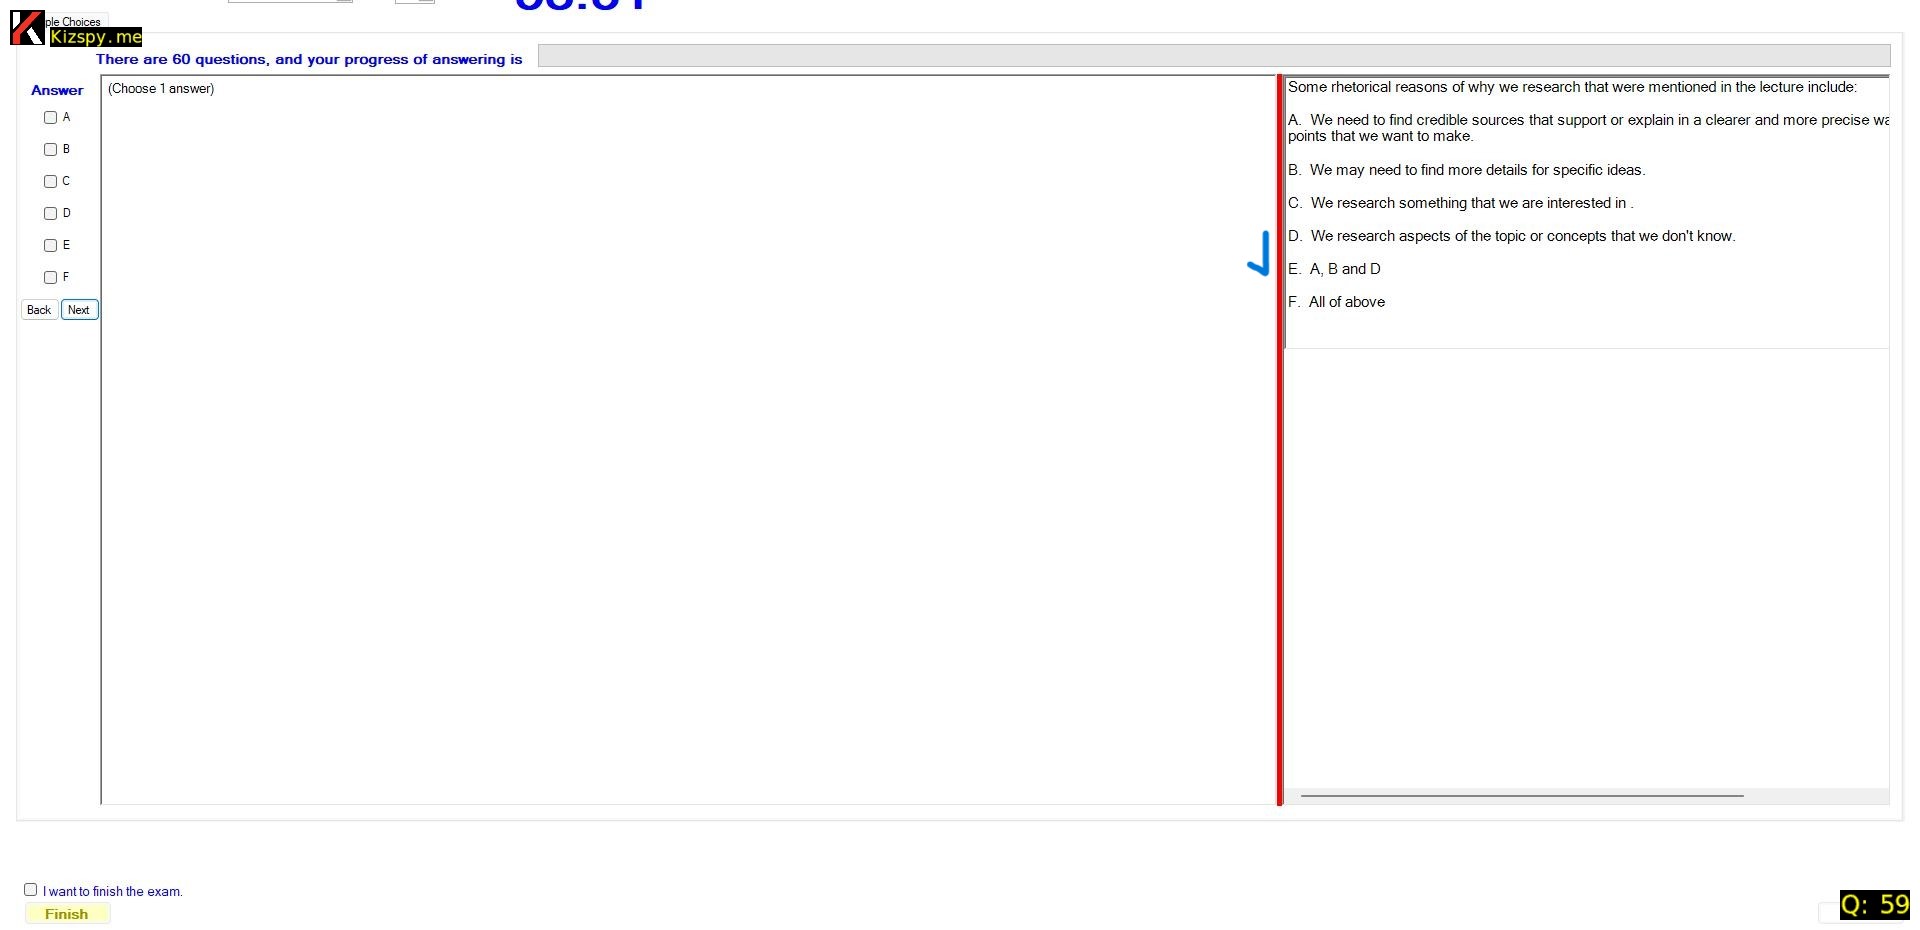 ple Choices
Kizspy.me
There are 60 questions, and your progress of answering is
Answer
(Choose 1 answer)
A
B
C
D
E
F
Back Next
Some rhetorical reasons of why we research that were mentioned in the lecture include:
A. We need to find credible sources that support or explain in a clearer and more precise wa
points that we want to make.
B. We may need to find more details for specific ideas.
C. We research something that we are interested in .
D. We research aspects of the topic or concepts that we don't know.
E. A, B and D
F. All of above
I want to finish the exam.
Finish
Q: 59